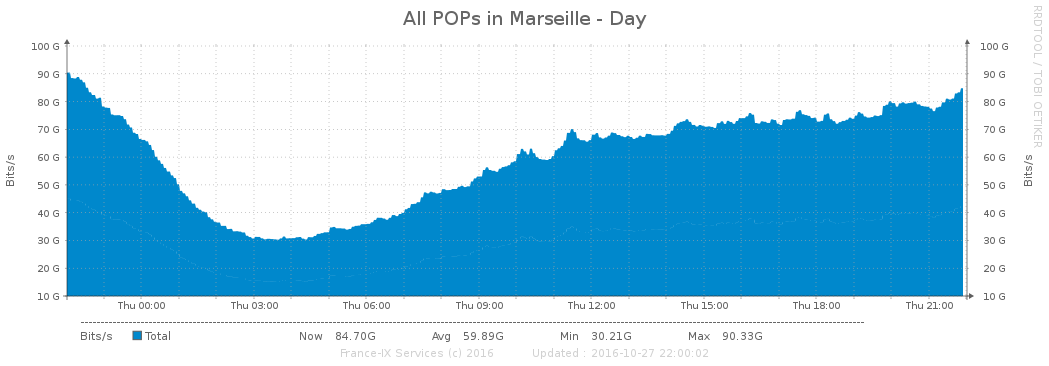 All POPs in Marseille - Day
RRDTOOL / TOBI OETIKER
Bits/s
100 G
90 G
80 G
70 G
60 G
50 G
40 G
30 G
20 G
10 G
100 G
90 G
80 G
70 G
60 G
50 G
40 G
30 G
20 G
10 G
Bits/s
Thu 00:00 Thu 03:00 Thu 06:00 Thu 09:00 Thu 12:00 Thu 15:00 Thu 18:00 Thu 21:00
Bits/s Total Now 84.70G Avg 59.89G Min 30.21G Max 90.33G
France-IX Services (c) 2016 Updated : 2016-10-27 22:00:02